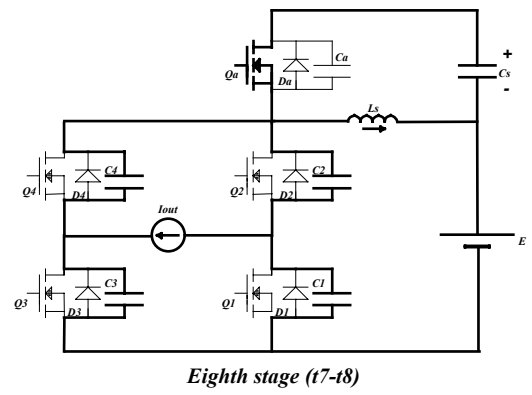 Ca
+
Qa
Da
Cs
-
Ls
C4
C2
Q4
D4
Q2
D2
Iout
E
C3
C1
Q3
D3
Q1
D1
Eighth stage (t7-t8)